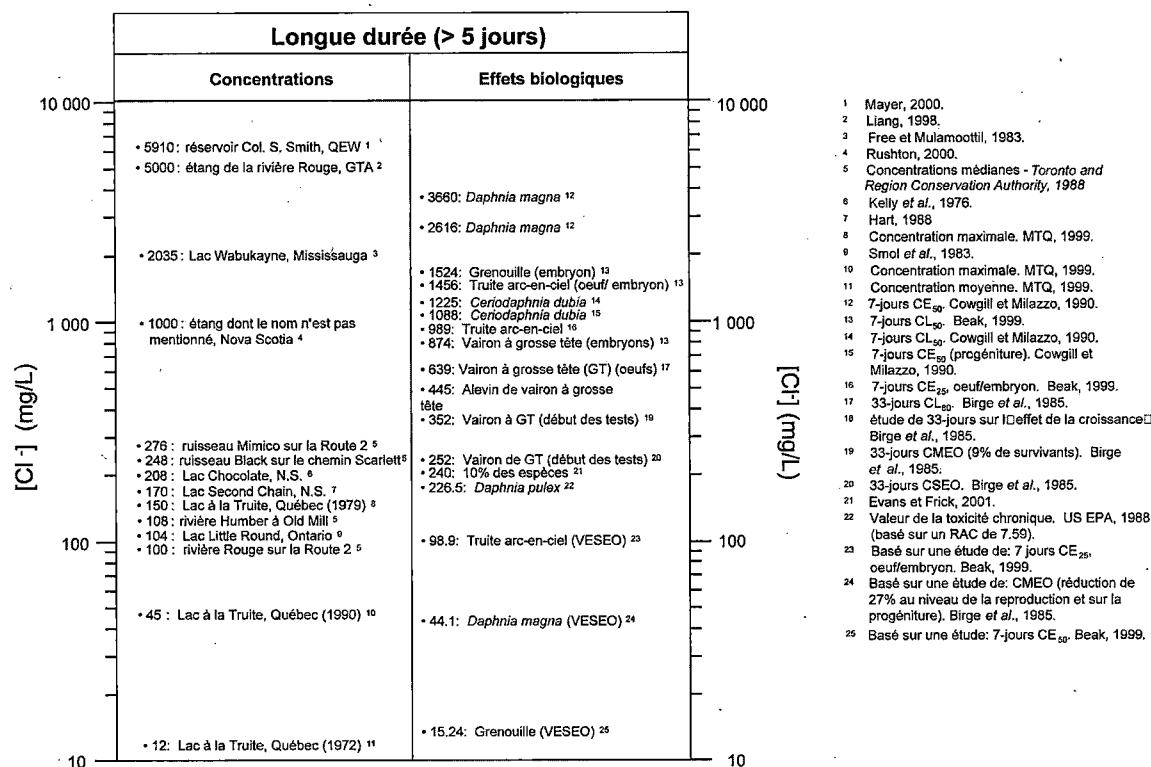 Longue durée (> 5 jours)
Concentrations
Effets biologiques
[Cl -] (mg/L)
10 000
1 000
100
10
• 5910: réservoir Col. S. Smith, QEW 1
• 5000: étang de la rivière Rouge, GTA 2
• 2035: Lac Wabukayne, Mississauga 3
• 1000: étang dont le nom n'est pas
mentionné, Nova Scotia 4
• 276 : ruisseau Mimico sur la Route 2 5
• 248: ruisseau Black sur le chemin Scarlett 5
• 208: Lac Chocolate, N.S. 6
• 170: Lac Second Chain, N.S. 7
• 150: Lac à la Truite, Québec (1979) 8
• 108: rivière Humber à Old Mill 5
• 104: Lac Little Round, Ontario 9
• 100: rivière Rouge sur la Route 2 5
• 45 : Lac à la Truite, Québec (1990) 10
• 12: Lac à la Truite, Québec (1972) 11
• 3660: Daphnia magna 12
• 2616: Daphnia magna 12
• 1524: Grenouille (embryon) 13
• 1456: Truite arc-en-ciel (oeuf/ embryon) 13
• 1225: Ceriodaphnia dubia 14
• 1088: Ceriodaphnia dubia 15
• 989: Truite arc-en-ciel 16
• 874: Vairon à grosse tête (embryons) 13
• 639: Vairon à grosse tête (GT) (oeufs) 17
• 445: Alevin de vairon à grosse
tête
• 352: Vairon à GT (début des tests) 19
• 252: Vairon de GT (début des tests) 20
• 240: 10% des espèces 21
• 226.5: Daphnia pulex 22
• 98.9: Truite arc-en-ciel (VESEO) 23
• 44.1: Daphnia magna (VESEO) 24
• 15.24: Grenouille (VESEO) 25
10 000
1 000
100
10
[Cl-] (mg/L)
1 Mayer, 2000.
2 Liang, 1998.
3 Free et Mulamoottil, 1983.
4 Rushton, 2000.
5 Concentrations médianes - Toronto and
Region Conservation Authority, 1988
6 Kelly et al., 1976.
7 Hart, 1988
8 Concentration maximale. MTQ, 1999.
9 Smol et al., 1983.
10 Concentration maximale. MTQ, 1999.
11 Concentration moyenne. MTQ, 1999.
12 7-jours CE50. Cowgill et Milazzo, 1990.
13 7-jours CL50. Beak, 1999.
14 7-jours CL50. Cowgill et Milazzo, 1990.
15 7-jours CE50 (progéniture). Cowgill et
Milazzo, 1990.
16 7-jours CE25, oeuf/embryon. Beak, 1999.
17 33-jours CL60. Birge et al., 1985.
18 étude de 33-jours sur l□effet de la croissance□
Birge et al., 1985.
19 33-jours CMEO (9% de survivants). Birge
et al., 1985.
20 33-jours CSEO. Birge et al., 1985.
21 Evans et Frick, 2001.
22 Valeur de la toxicité chronique. US EPA, 1988
(basé sur un RAC de 7.59).
23 Basé sur une étude de: 7 jours CE25,
oeuf/embryon. Beak, 1999.
24 Basé sur une étude de: CMEO (réduction de
27% au niveau de la reproduction et sur la
progéniture). Birge et al., 1985.
25 Basé sur une étude: 7-jours CE50. Beak, 1999.